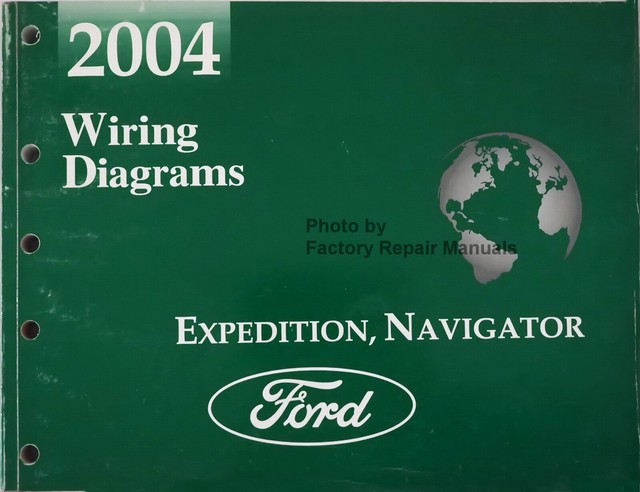 2004
Wiring
Diagrams
Photo by
Factory Repair Manuals
EXPEDITION, NAVIGATOR
Ford